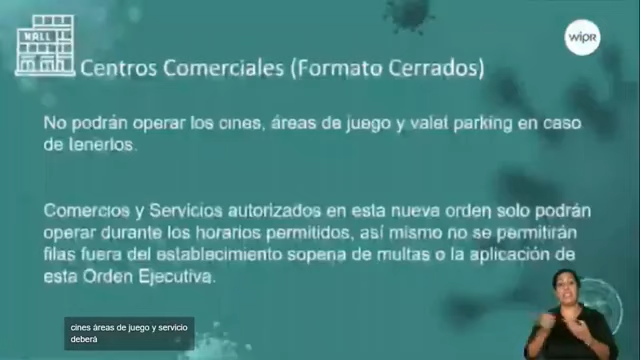 MALL
wipr
Centros Comerciales (Formato Cerrados)
No podrán operar los cines, áreas de juego y valet parking en caso
de tenerlos.
Comercios y Servicios autorizados en esta nueva orden solo podrán
operar durante los horarios permitidos, así mismo no se permitirán
filas fuera del establecimiento sopena de multas o la aplicación de
esta Orden Ejecutiva.
cines áreas de juego y servicio
deberá